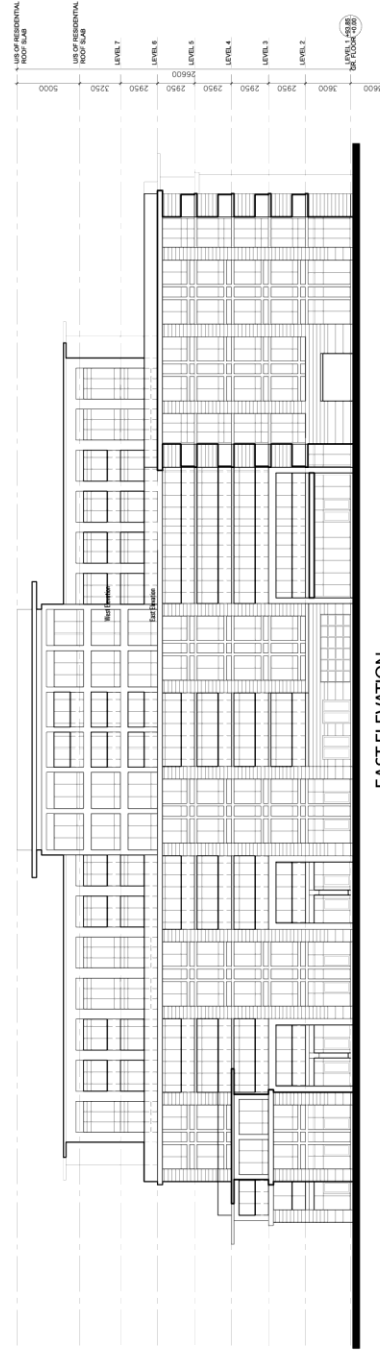 U/S OF RESIDENTIAL
ROOF SLAB
U/S OF RESIDENTIAL
ROOF SLAB
LEVEL 7
LEVEL 6
LEVEL 5
LEVEL 4
LEVEL 3
LEVEL 2
LEVEL 1 +93.85
GR. FLOOR +0.00
26600
5000
3250
2950
2950
2950
2950
2950
3600
3600
West Elevation
East Elevation
EAST ELEVATION